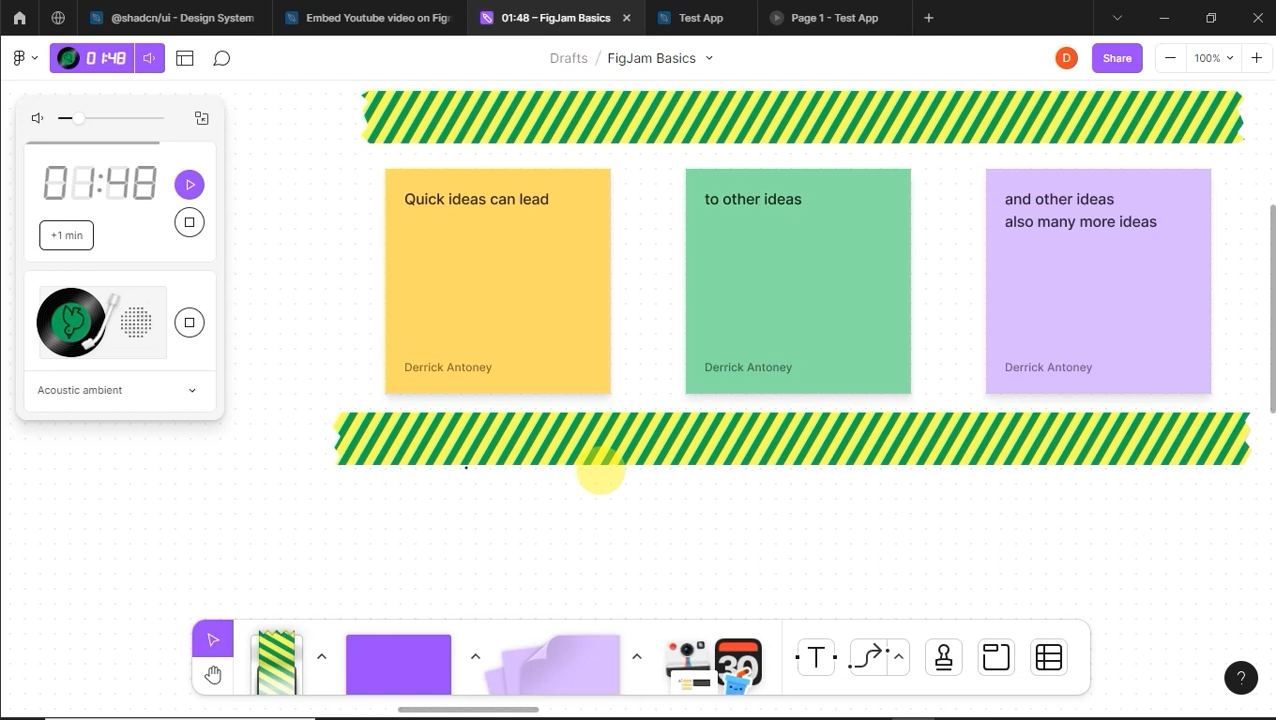 @shadcn/ui - Design System
Embed Youtube video on Figm
01:48 – FigJam Basics
Test App
Page 1 - Test App
01:48
Drafts / FigJam Basics
D
Share
100%
01:48
+1 min
Acoustic ambient
Quick ideas can lead
Derrick Antoney
to other ideas
Derrick Antoney
and other ideas
also many more ideas
Derrick Antoney
30
T
?